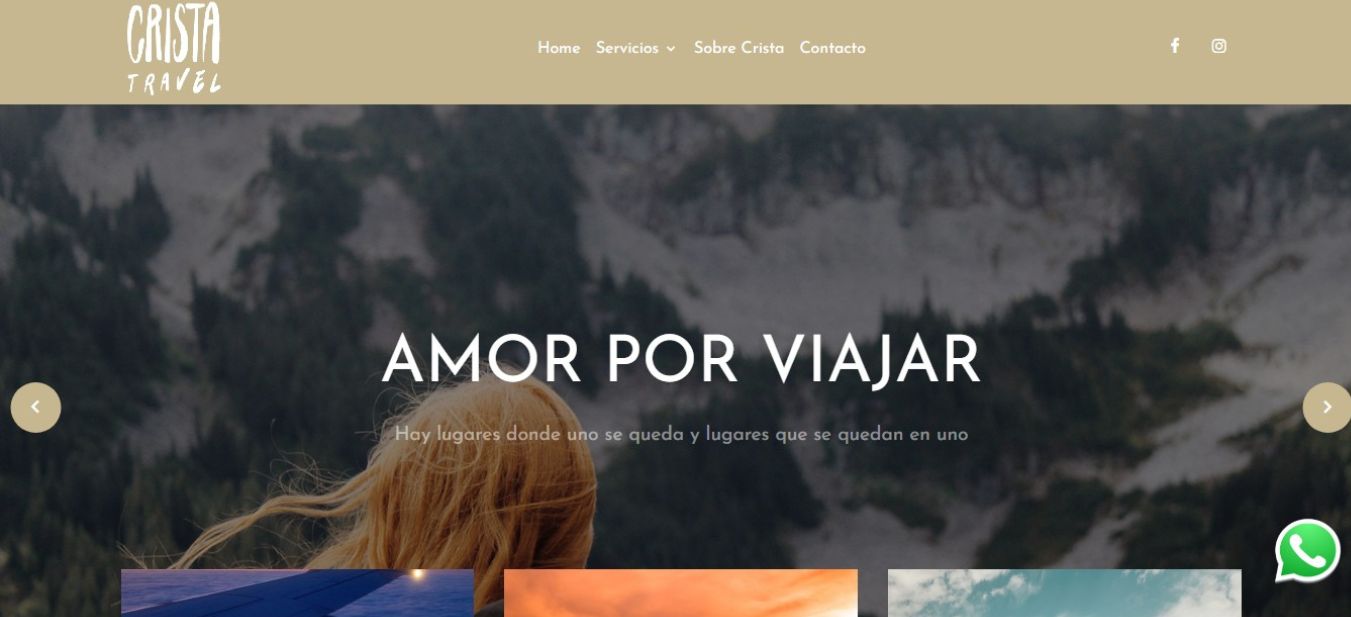 CRISTA
TRAVEL
Home Servicios Sobre Crista Contacto
AMOR POR VIAJAR
Hay lugares donde uno se queda y lugares que se quedan en uno